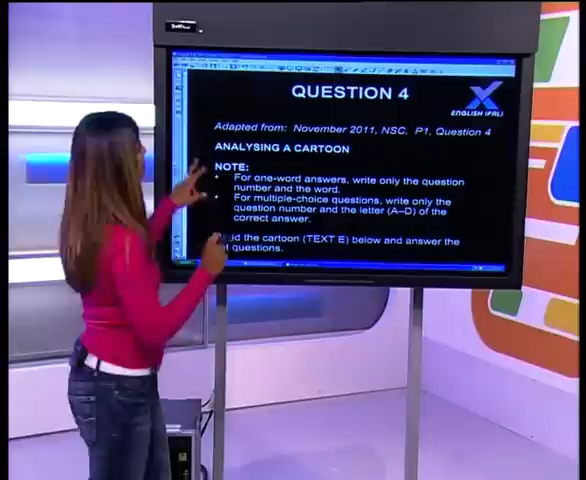 QUESTION 4
ENGLISH IFALI
Adapted from: November 2011, NSC, P1, Question 4
ANALYSING A CARTOON
NOTE:
• For one-word answers, write only the question
number and the word.
• For multiple-choice questions, write only the
question number and the letter (A–D) of the
correct answer.
the cartoon (TEXT E) below and answer the
questions.